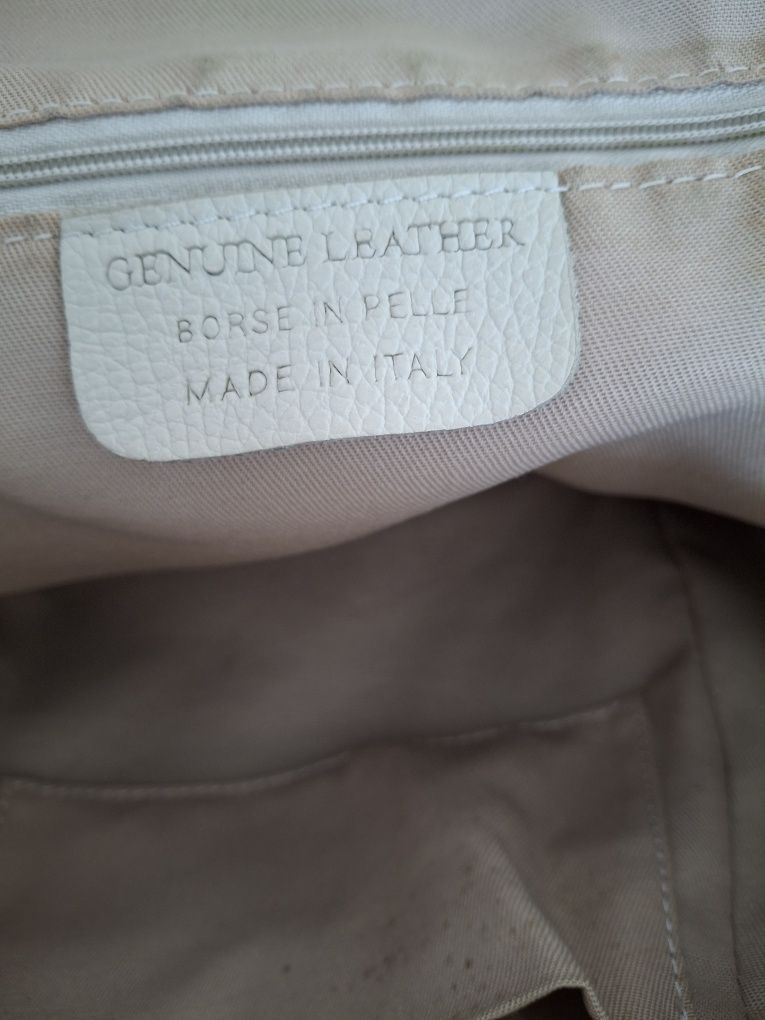 GENUINE LEATHER
BORSE IN PELLE
MADE IN ITALY